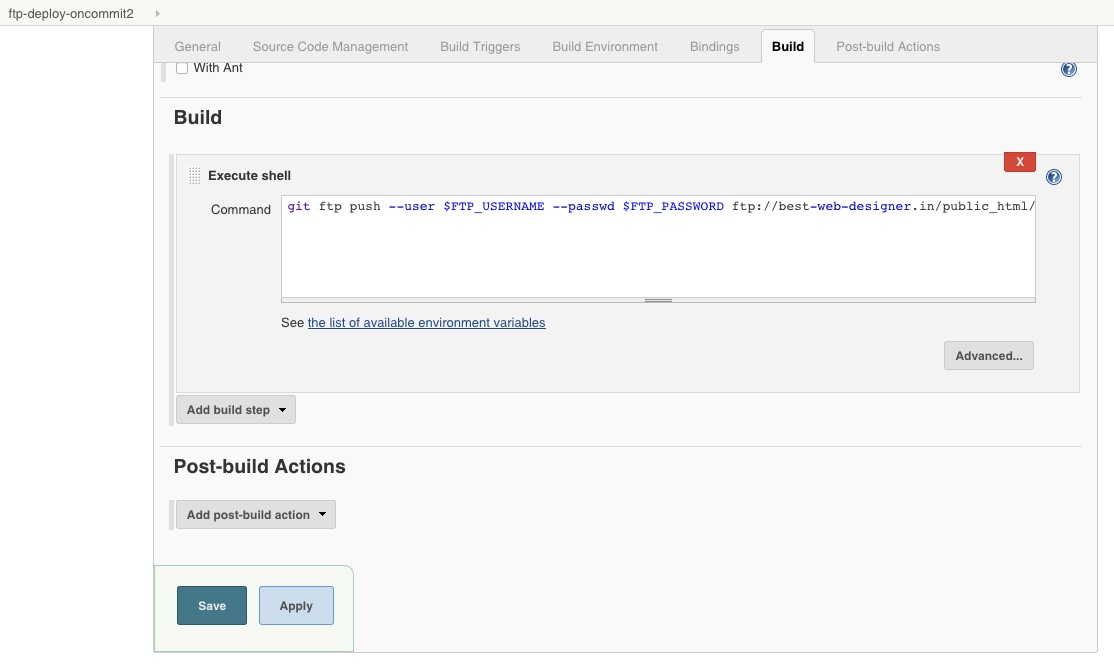 ftp-deploy-oncommit2
General Source Code Management Build Triggers Build Environment Bindings Build Post-build Actions
With Ant
?
Build
X
Execute shell
?
Command
git ftp push --user $FTP_USERNAME --passwd $FTP_PASSWORD ftp://best-web-designer.in/public_html/
See the list of available environment variables
Advanced...
Add build step
Post-build Actions
Add post-build action
Save Apply